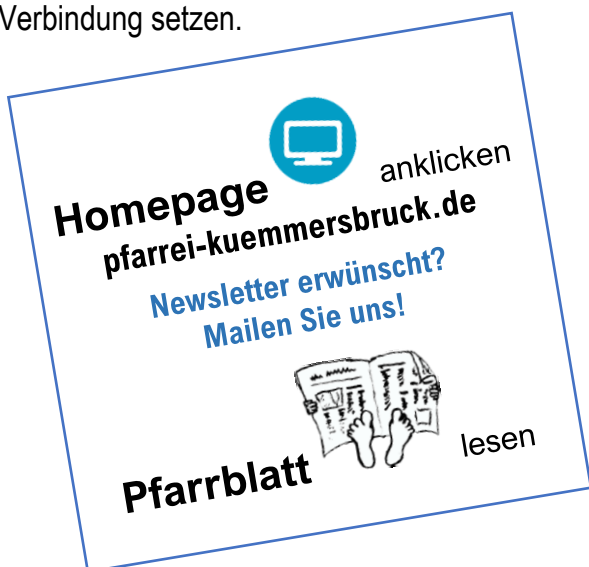 Verbindung setzen.
Homepage anklicken
pfarrei-kuemmersbruck.de
Newsletter erwünscht?
Mailen Sie uns!
Pfarrblatt lesen